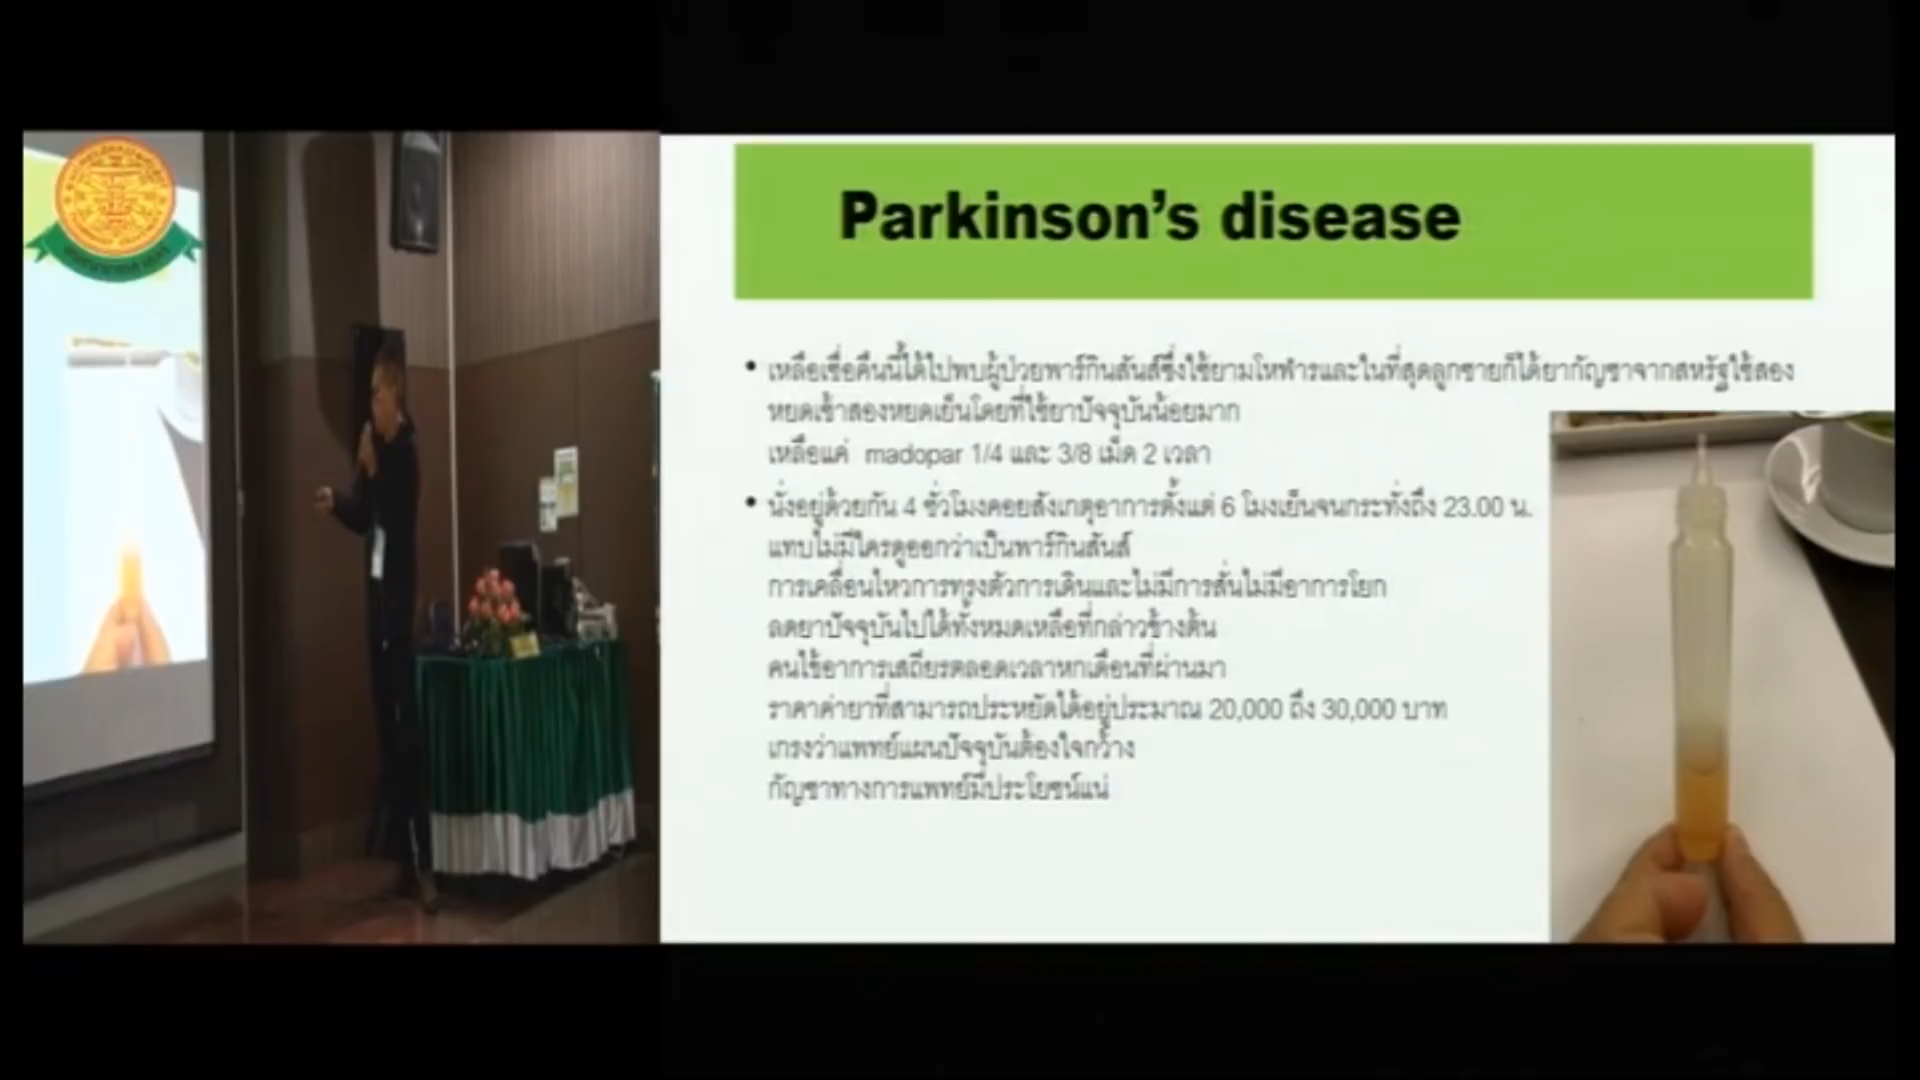 Parkinson's disease
• เหลือเชื่อคืนนี้ได้ไปพบผู้ป่วยพาร์กินสันส์ซึ่งใช้ยามโหฬารและในที่สุดลูกชายก็ได้ยากัญชาจากสหรัฐใช้สอง
หยดเช้าสองหยดเย็นโดยที่ใช้ยาปัจจุบันน้อยมาก
เหลือแค่ madopar 1/4 และ 3/8 เม็ด 2 เวลา
• นั่งอยู่ด้วยกัน 4 ชั่วโมงคอยสังเกตุอาการตั้งแต่ 6 โมงเย็นจนกระทั่งถึง 23.00 น.
แทบไม่มีใครดูออกว่าเป็นพาร์กินสันส์
การเคลื่อนไหวการทรงตัวการเดินและไม่มีการสั่นไม่มีอาการโยก
ลดยาปัจจุบันไปได้ทั้งหมดเหลือที่กล่าวข้างต้น
คนไข้อาการเสถียรตลอดเวลาหกเดือนที่ผ่านมา
ราคาค่ายาที่สามารถประหยัดได้อยู่ประมาณ 20,000 ถึง 30,000 บาท
เกรงว่าแพทย์แผนปัจจุบันต้องใจกว้าง
กัญชาทางการแพทย์มีประโยชน์แน่